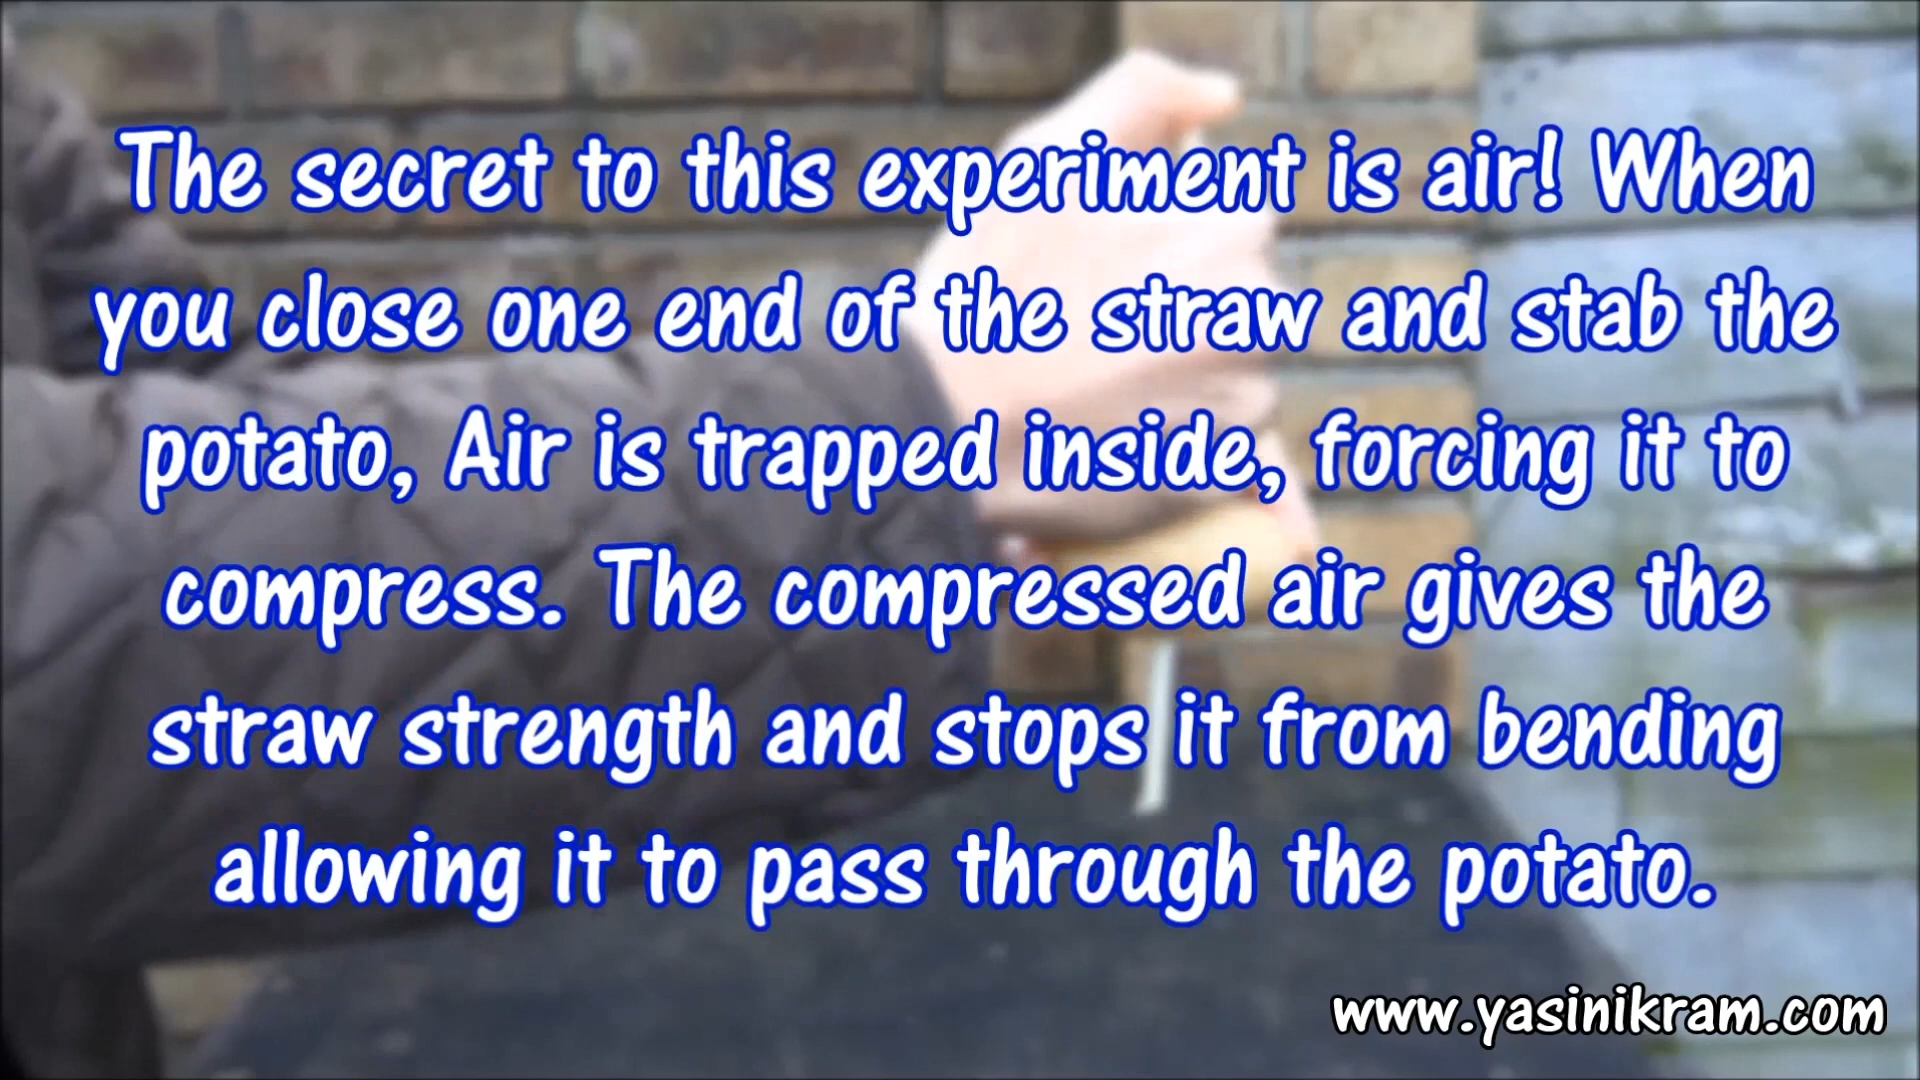 The secret to this experiment is air! When
you close one end of the straw and stab the
potato, Air is trapped inside, forcing it to
compress. The compressed air gives the
straw strength and stops it from bending
allowing it to pass through the potato.
www.yasinikram.com